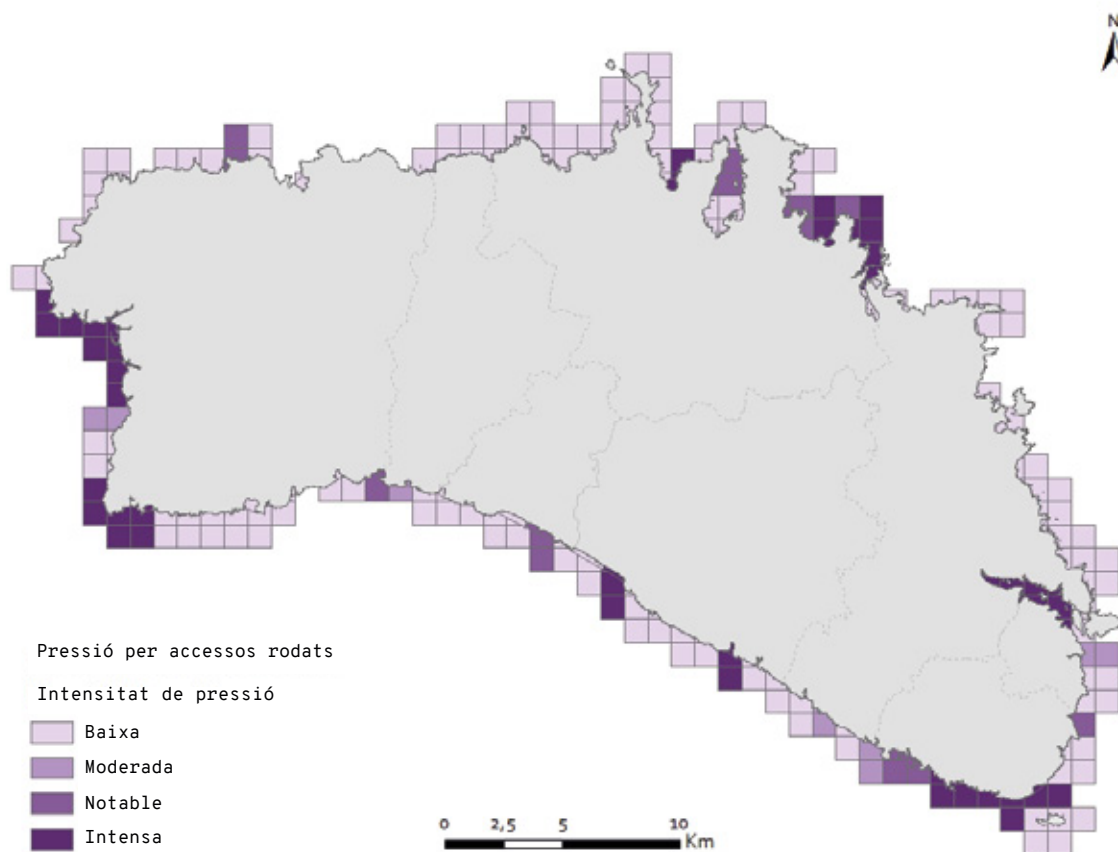 N
Pressió per accessos rodats
Intensitat de pressió
Baixa
Moderada
Notable
Intensa
0 2,5 5 10
Km